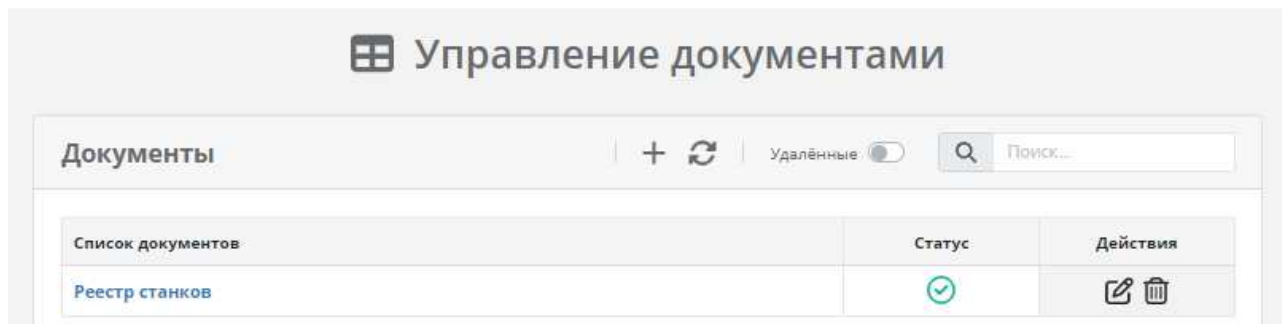 Управление документами
Документы Удалённые Поиск...
Список документов Статус Действия
Реестр станков